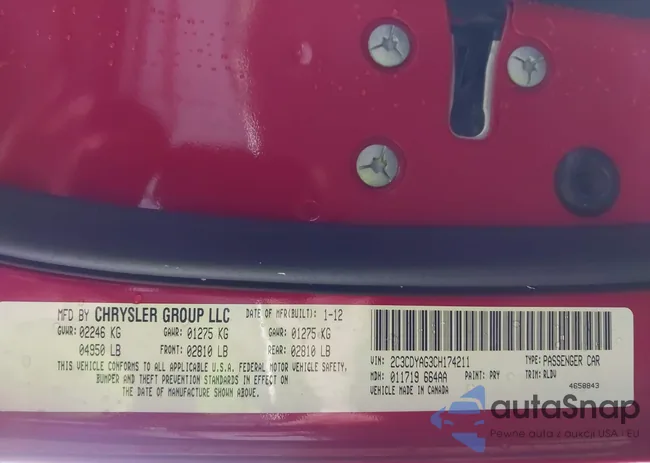 MFD BY CHRYSLER GROUP LLC DATE OF MFR(BUILT): 1-12
GVWR: 02246 KG GAWR: 01275 KG GAWR: 01275 KG
04950 LB FRONT: 02810 LB REAR: 02810 LB
THIS VEHICLE CONFORMS TO ALL APPLICABLE U.S.A. FEDERAL MOTOR VEHICLE SAFETY,
BUMPER AND THEFT PREVENTION STANDARDS IN EFFECT ON
THE DATE OF MANUFACTURE SHOWN ABOVE.
VIN: 2C3CDYAG3CH174211 TYPE: PASSENGER CAR
MDH: 011719 664AA PAINT: PRY TRIM: RLDV
VEHICLE MADE IN CANADA 4658843
autaSnap
Pewne auta z aukcji USA - EU